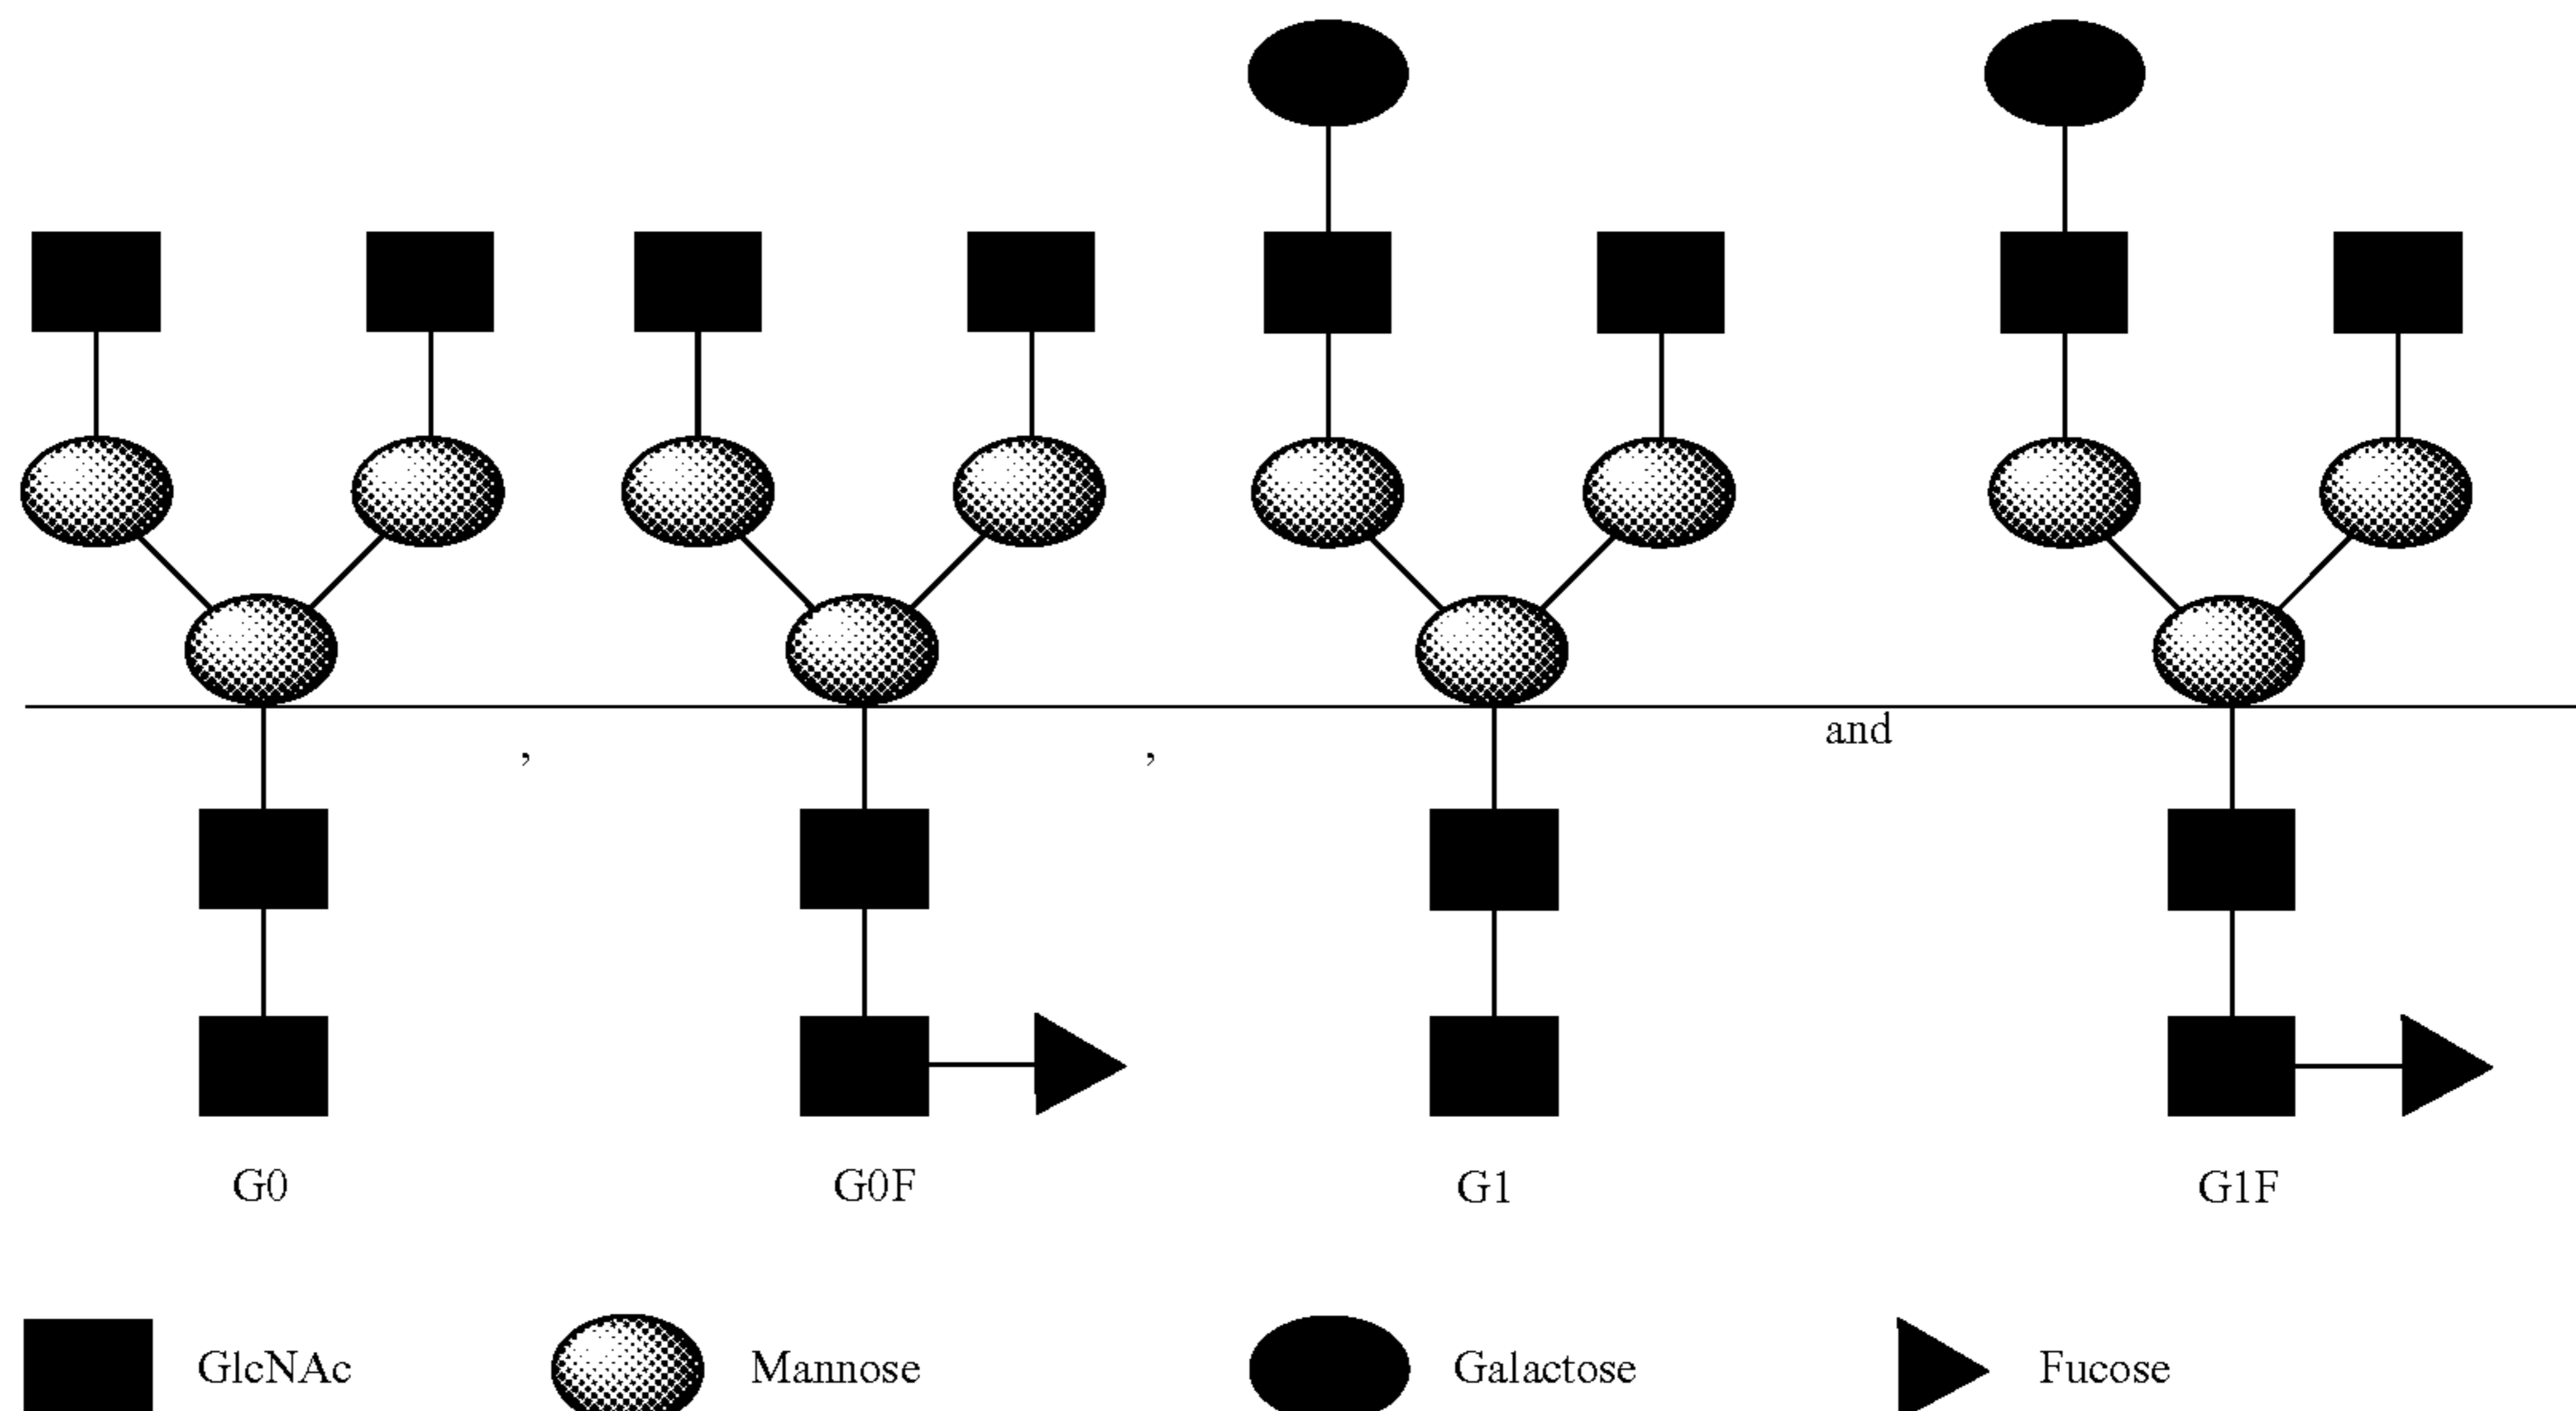 , , and
G0 G0F G1 G1F
GlcNAc Mannose Galactose Fucose